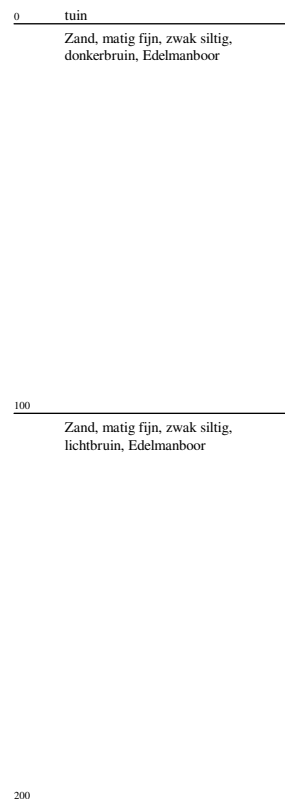 0 tuin
Zand, matig fijn, zwak siltig,
donkerbruin, Edelmanboor
100
Zand, matig fijn, zwak siltig,
lichtbruin, Edelmanboor
200